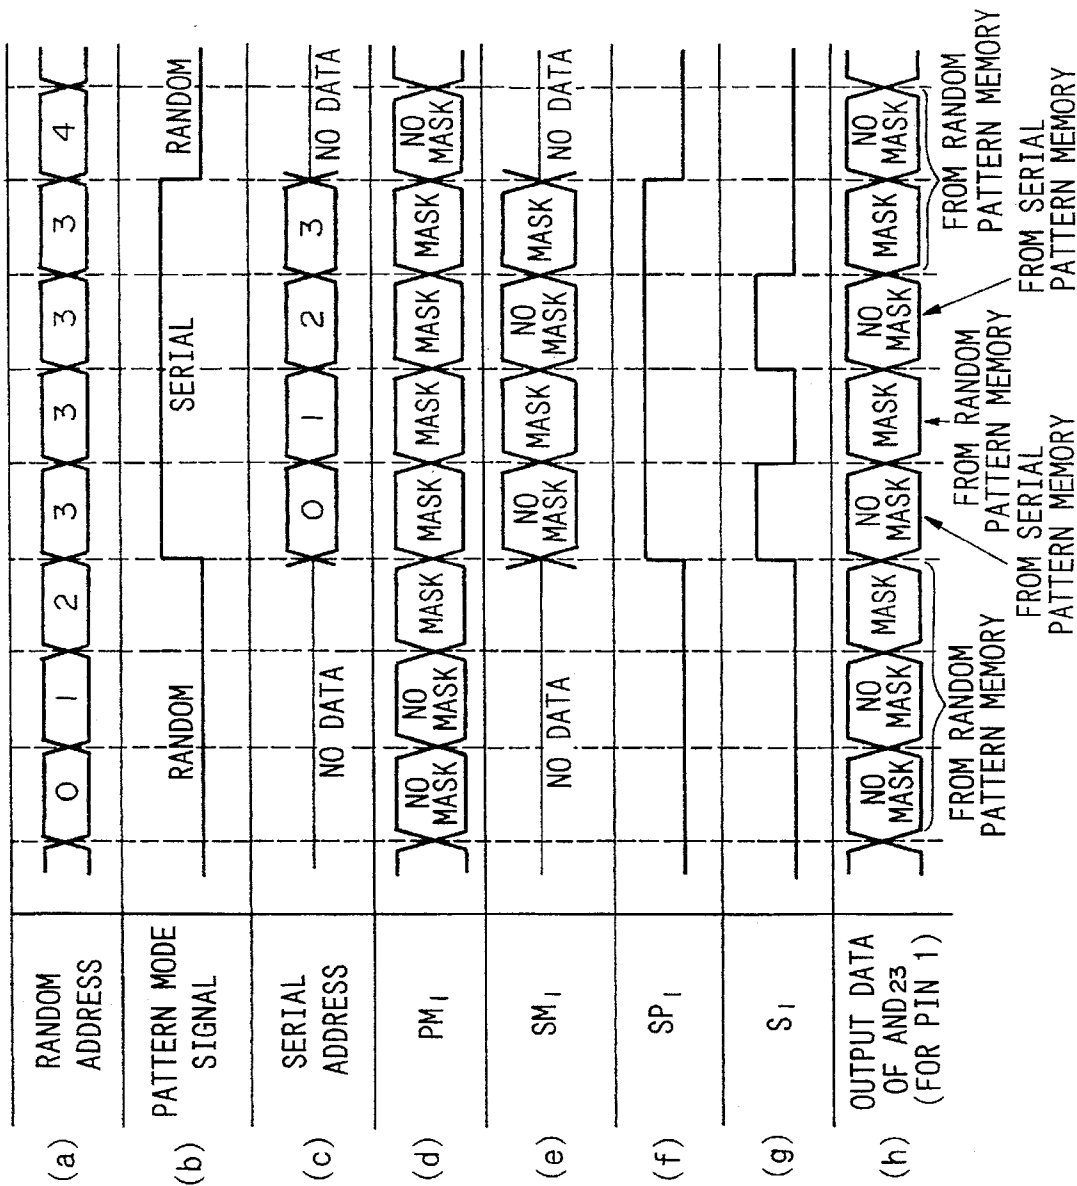 (a)
RANDOM
ADDRESS
0
1
2
3
3
3
3
4
(b)
PATTERN MODE
SIGNAL
RANDOM
SERIAL
RANDOM
(c)
SERIAL
ADDRESS
NO DATA
0
1
2
3
NO DATA
(d)
PM1
NO
MASK
NO
MASK
MASK
MASK
MASK
MASK
MASK
NO
MASK
(e)
SM1
NO DATA
NO
MASK
MASK
NO
MASK
MASK
NO DATA
(f)
SP1
(g)
S1
(h)
OUTPUT DATA
OF AND23
(FOR PIN 1)
NO
MASK
NO
MASK
MASK
NO
MASK
MASK
NO
MASK
MASK
NO
MASK
FROM RANDOM
PATTERN MEMORY
FROM SERIAL
PATTERN MEMORY
FROM RANDOM
PATTERN MEMORY
FROM SERIAL
PATTERN MEMORY
FROM RANDOM
PATTERN MEMORY